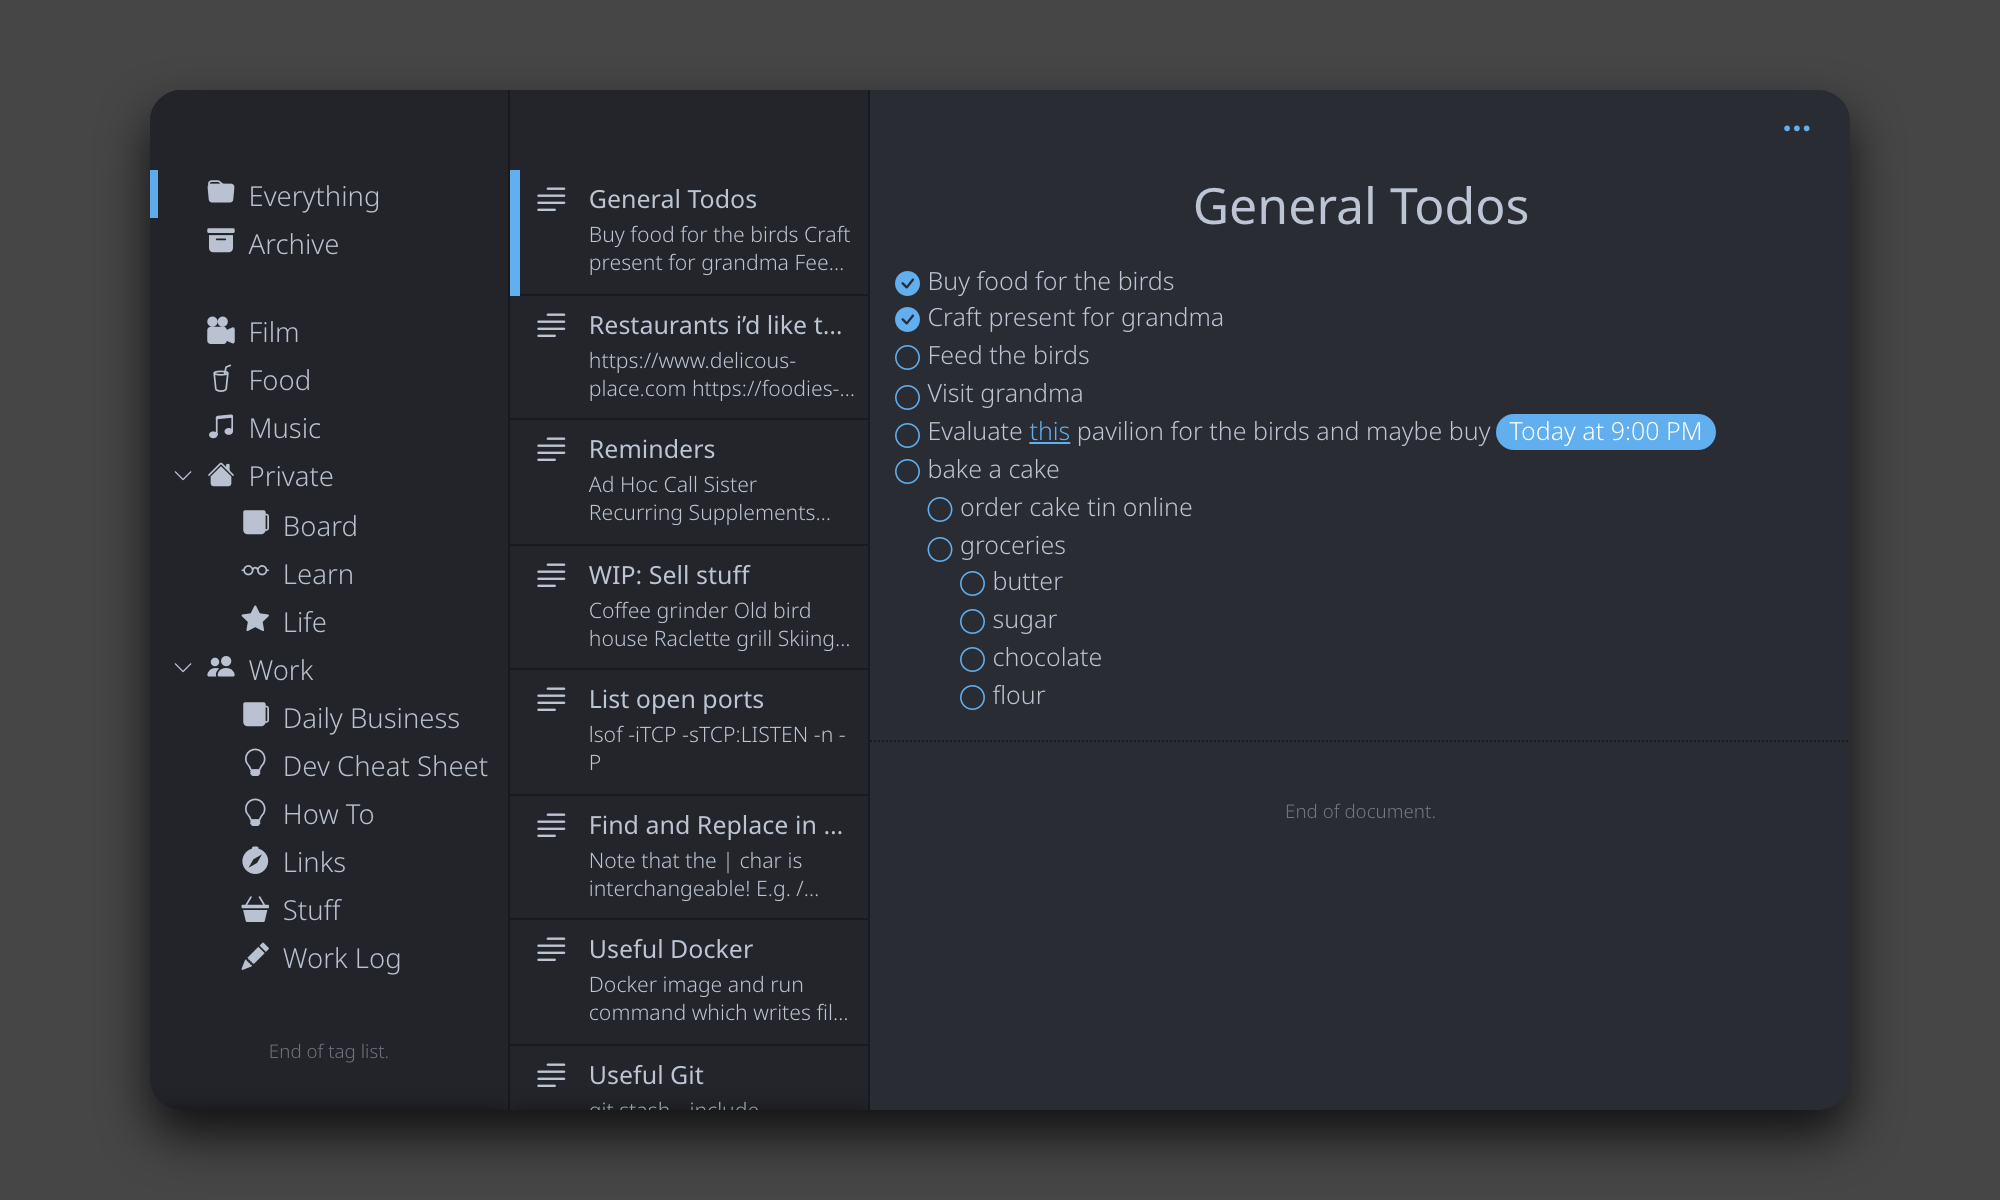 Everything
Archive
Film
Food
Music
Private
Board
Learn
Life
Work
Daily Business
Dev Cheat Sheet
How To
Links
Stuff
Work Log
End of tag list.
General Todos
Buy food for the birds Craft
present for grandma Fee...
Restaurants i’d like t...
https://www.delicous-
place.com https://foodies-...
Reminders
Ad Hoc Call Sister
Recurring Supplements...
WIP: Sell stuff
Coffee grinder Old bird
house Raclette grill Skiing...
List open ports
lsof -iTCP -sTCP:LISTEN -n -
P
Find and Replace in ...
Note that the | char is
interchangeable! E.g. /...
Useful Docker
Docker image and run
command which writes fil...
Useful Git
General Todos
Buy food for the birds
Craft present for grandma
Feed the birds
Visit grandma
Evaluate this pavilion for the birds and maybe buy Today at 9:00 PM
bake a cake
order cake tin online
groceries
butter
sugar
chocolate
flour
End of document.